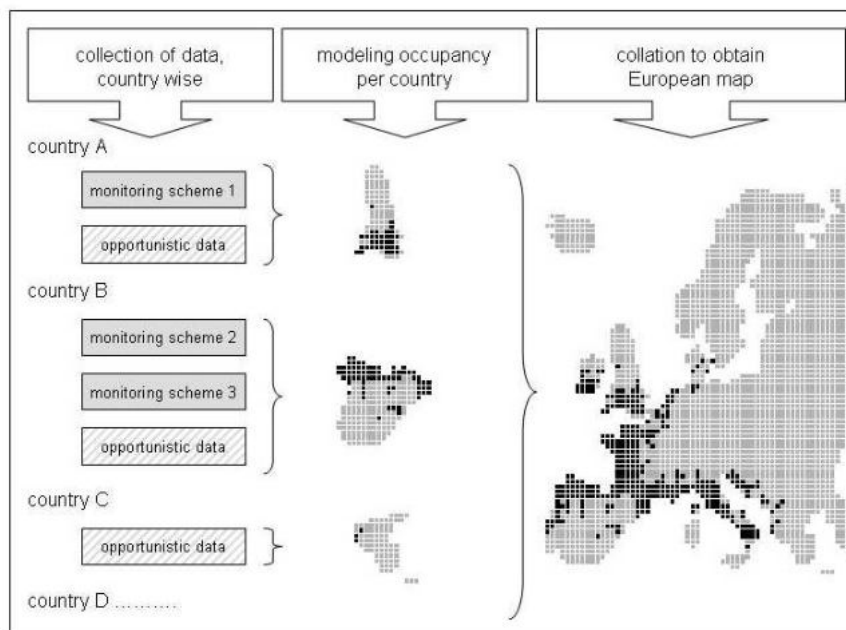 collection of data,
country wise
modeling occupancy
per country
collation to obtain
European map
country A
monitoring scheme 1
opportunistic data
country B
monitoring scheme 2
monitoring scheme 3
opportunistic data
country C
opportunistic data
country D ..........